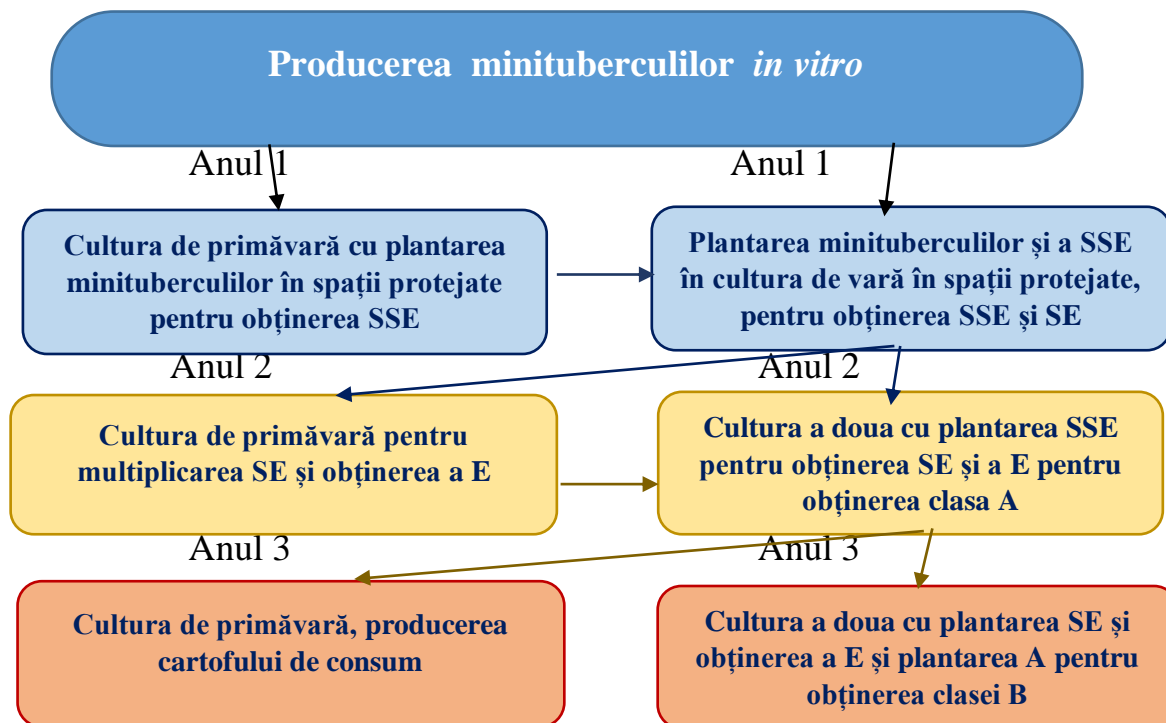 Producerea minituberculilor in vitro
Anul 1
Anul 1
Cultura de primăvară cu plantarea
minituberculilor în spații protejate
pentru obținerea SSE
Plantarea minituberculilor și a SSE
în cultura de vară în spații protejate,
pentru obținerea SSE și SE
Anul 2
Anul 2
Cultura de primăvară pentru
multiplicarea SE și obținerea a E
Cultura a doua cu plantarea SSE
pentru obținerea SE și a E pentru
obținerea clasa A
Anul 3
Anul 3
Cultura de primăvară, producerea
cartofului de consum
Cultura a doua cu plantarea SE și
obținerea a E și plantarea A pentru
obținerea clasei B